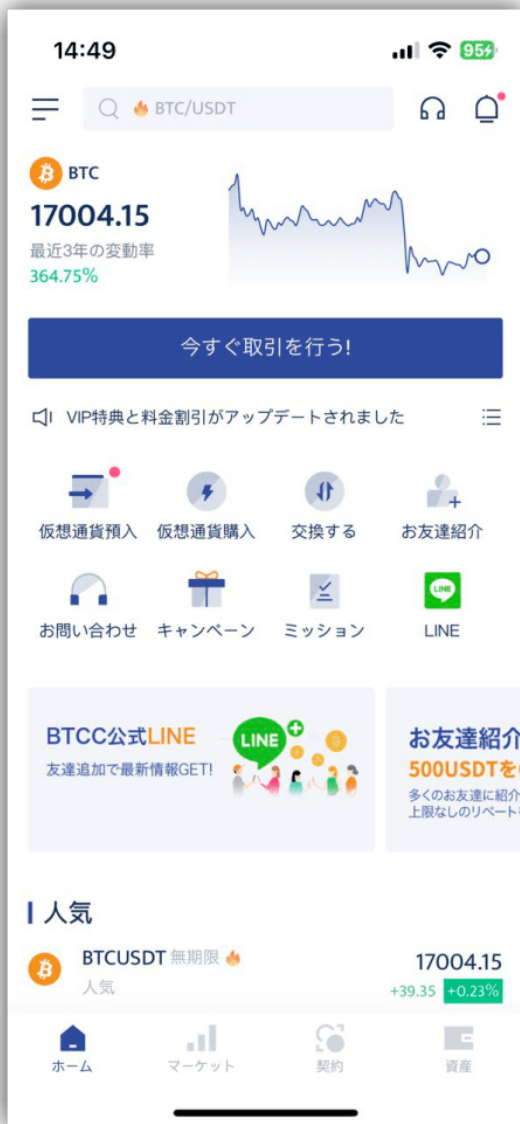 14:49
95
BTC/USDT
BTC
17004.15
最近3年の変動率
364.75%
今すぐ取引を行う!
VIP特典と料金割引がアップデートされました
仮想通貨預入 仮想通貨購入 交換する お友達紹介
LINE
お問い合わせ キャンペーン ミッション LINE
BTCC公式LINE
友達追加で最新情報GET!
LINE
お友達紹介
500USDTを
多くのお友達に紹介
上限なしのリベート
人気
BTCUSDT 無期限 17004.15
人気 +39.35 +0.23%
ホーム マーケット 契約 資産